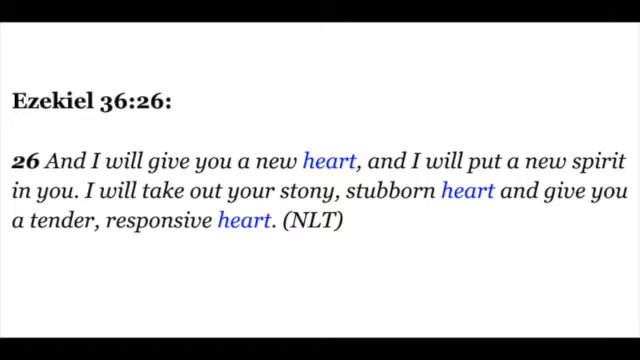 Ezekiel 36:26:
26 And I will give you a new heart, and I will put a new spirit
in you. I will take out your stony, stubborn heart and give you
a tender, responsive heart. (NLT)